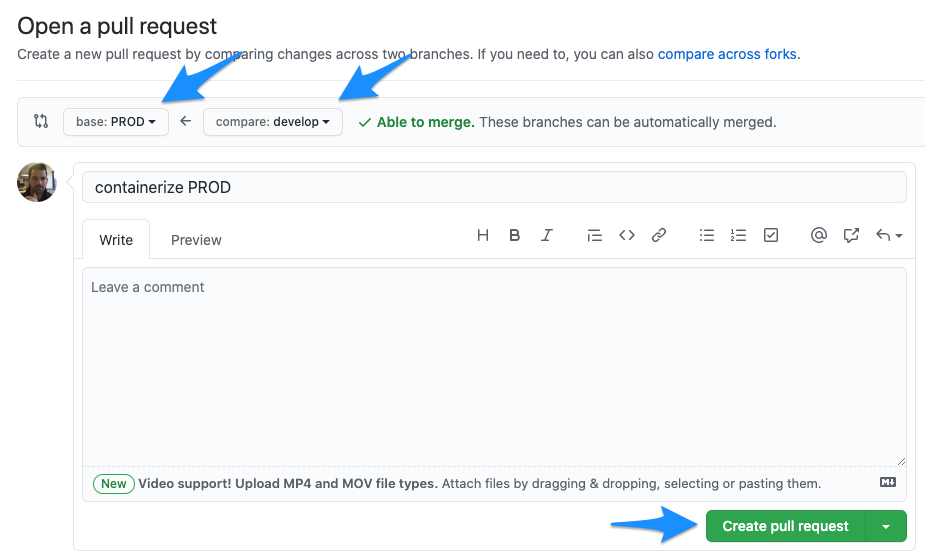 Open a pull request
Create a new pull request by comparing changes across two branches. If you need to, you can also compare across forks.
base: PROD
compare: develop
Able to merge. These branches can be automatically merged.
containerize PROD
Write
Preview
H B I
Leave a comment
New Video support! Upload MP4 and MOV file types. Attach files by dragging & dropping, selecting or pasting them.
Create pull request